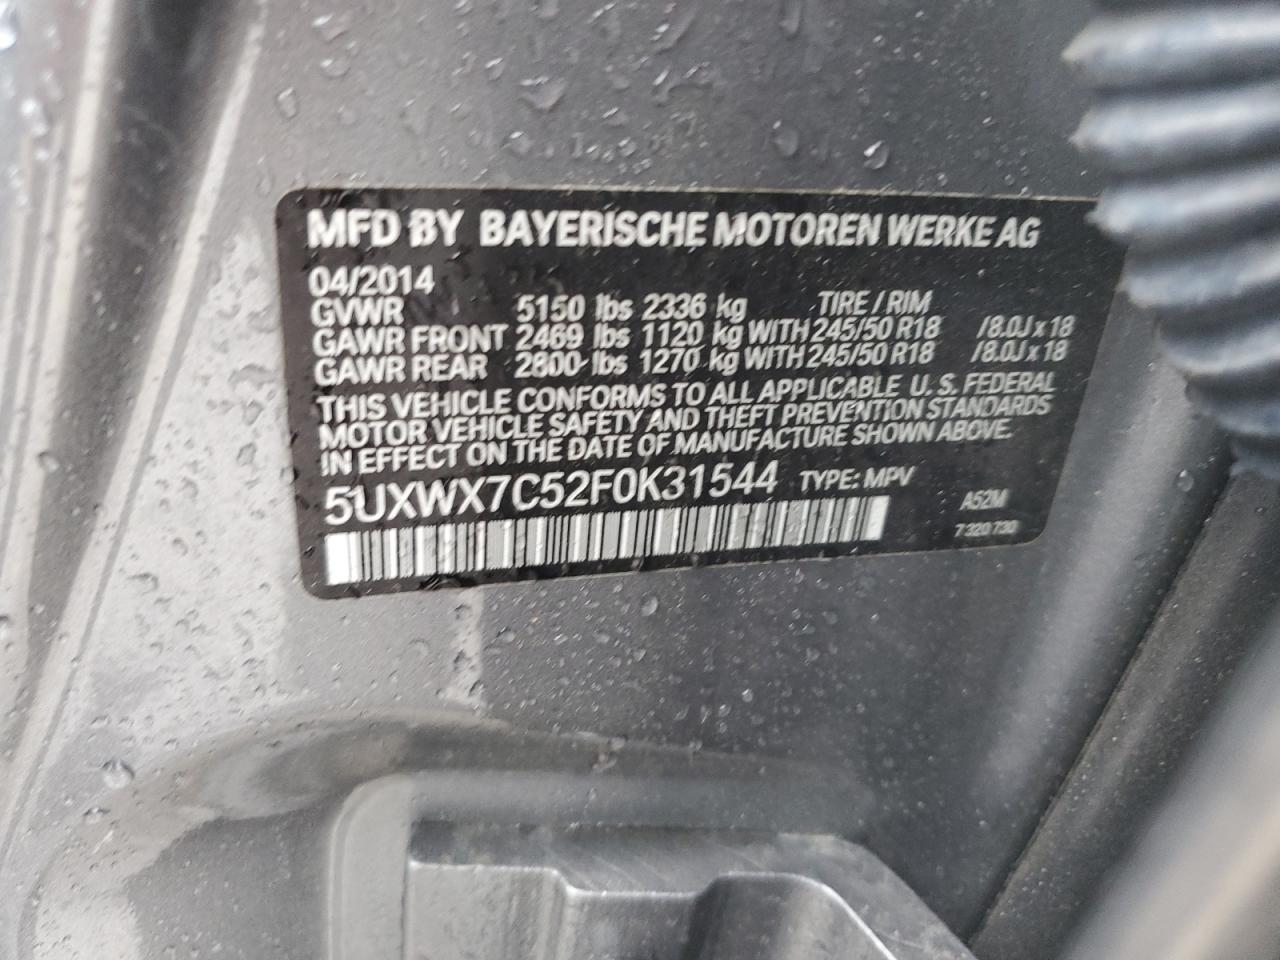 MFD BY BAYERISCHE MOTOREN WERKE AG
04/2014
GVWR 5150 lbs 2336 kg TIRE / RIM
GAWR FRONT 2469 lbs 1120 kg WITH 245/50 R18 /8.0J x 18
GAWR REAR 2800 lbs 1270 kg WITH 245/50 R18 /8.0J x 18
THIS VEHICLE CONFORMS TO ALL APPLICABLE U.S. FEDERAL
MOTOR VEHICLE SAFETY AND THEFT PREVENTION STANDARDS
IN EFFECT ON THE DATE OF MANUFACTURE SHOWN ABOVE.
5UXWX7C52F0K31544 TYPE: MPV
A52M
7 320 730